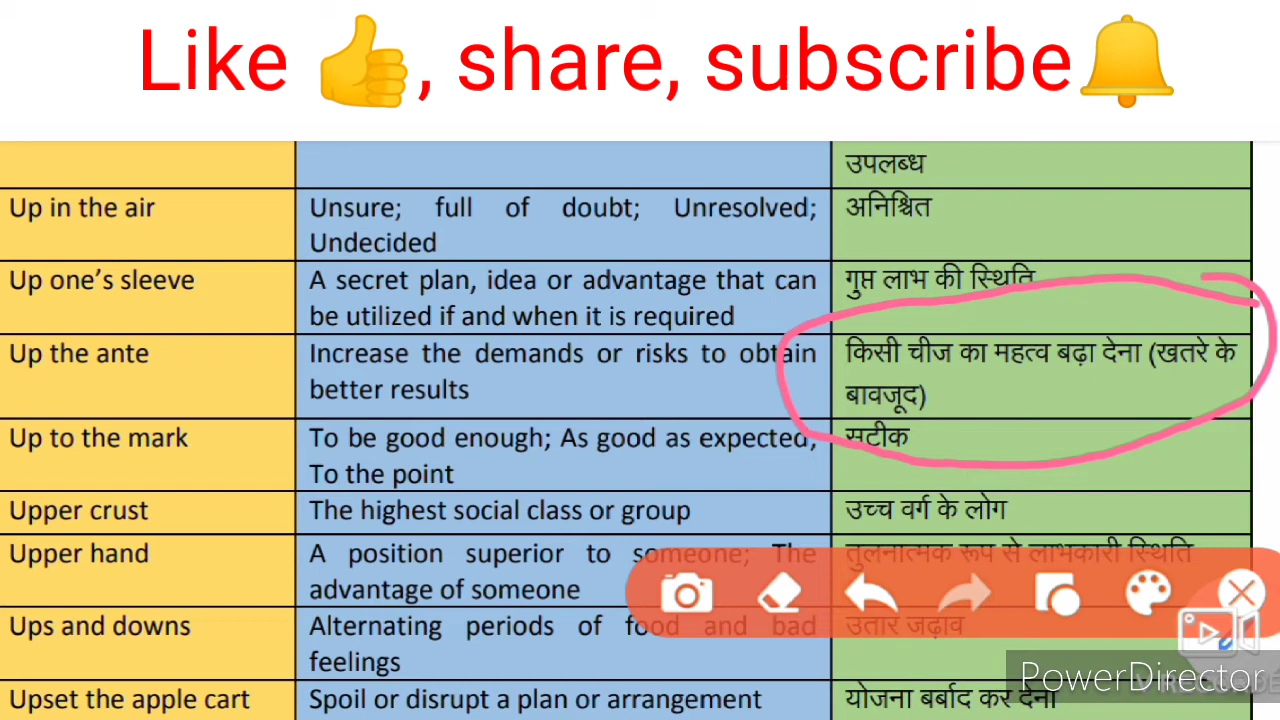 Like 👍, share, subscribe🔔
उपलब्ध
Up in the air
Unsure; full of doubt; Unresolved;
Undecided
अनिश्चित
Up one's sleeve
A secret plan, idea or advantage that can
be utilized if and when it is required
गुप्त लाभ की स्थिति
Up the ante
Increase the demands or risks to obtain
better results
किसी चीज का महत्व बढ़ा देना (खतरे के
बावजूद)
Up to the mark
To be good enough; As good as expected;
To the point
सटीक
Upper crust
The highest social class or group
उच्च वर्ग के लोग
Upper hand
A position superior to someone; The
advantage of someone
तुलनात्मक रूप से लाभकारी स्थिति
Ups and downs
Alternating periods of food and bad
feelings
उतार जढ़ाव
Upset the apple cart
Spoil or disrupt a plan or arrangement
योजना बर्बाद कर देना
PowerDirector